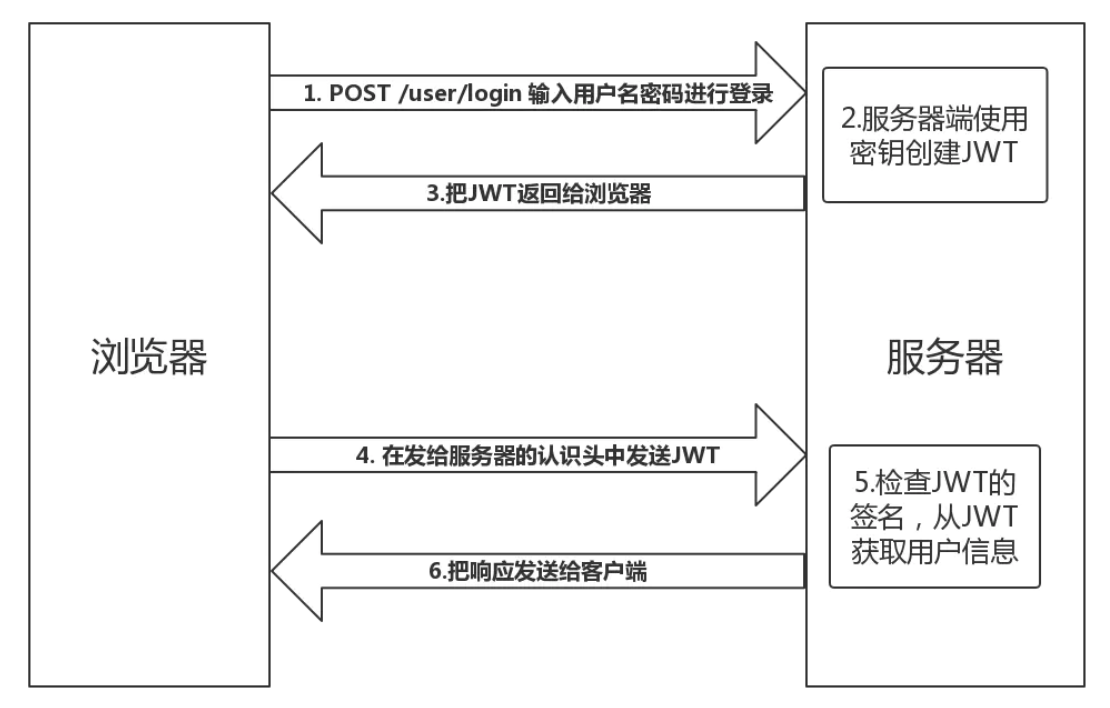 1. POST /user/login 输入用户名密码进行登录
2.服务器端使用
密钥创建JWT
3.把JWT返回给浏览器
浏览器
服务器
4. 在发给服务器的认识头中发送JWT
5.检查JWT的
签名，从JWT
获取用户信息
6.把响应发送给客户端